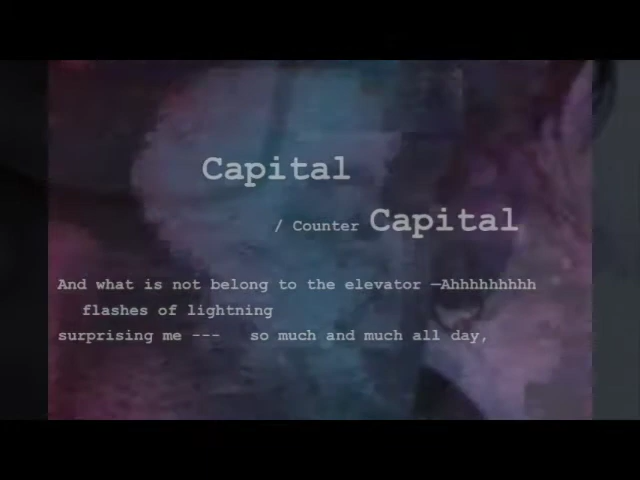 Capital
/ Counter Capital
And what is not belong to the elevator —Ahhhhhhhhh
flashes of lightning
surprising me --- so much and much all day,